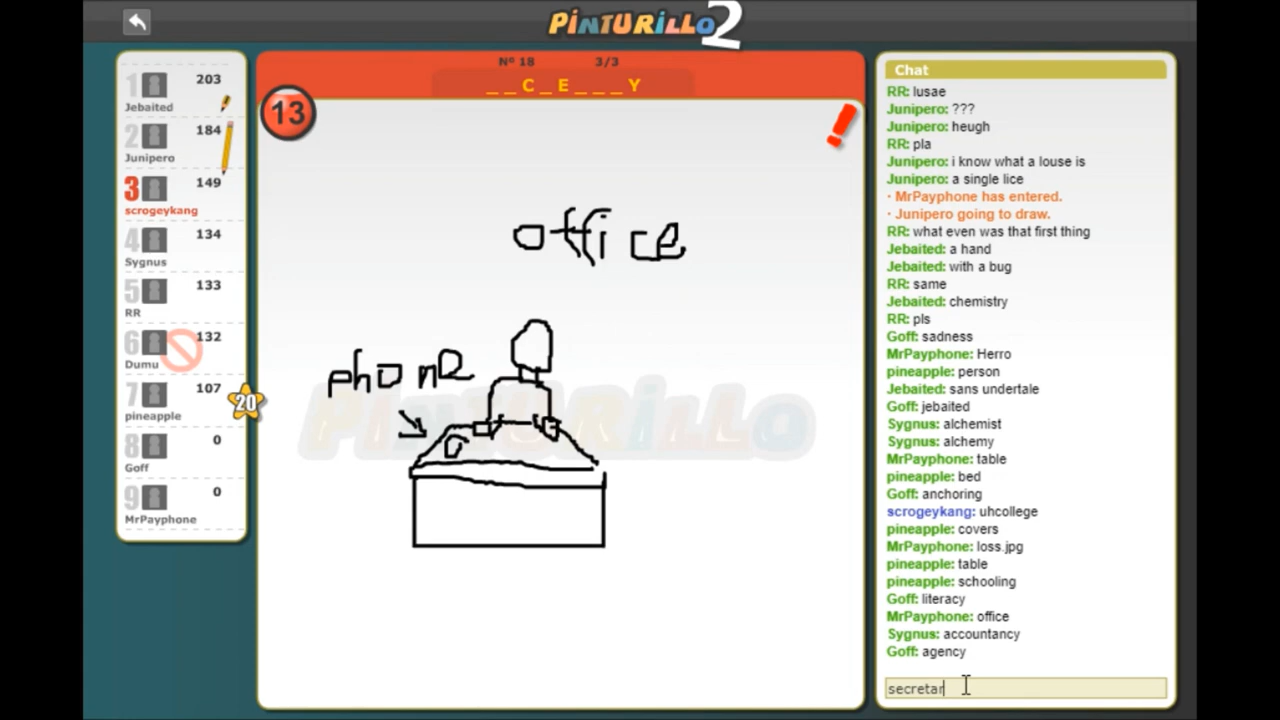 PINTURILLO 2
1 203
Jebaited
2 184
Junipero
3 149
scrogeykang
4 134
Sygnus
5 133
RR
6 132
Dumu
7 107
pineapple
20
8 0
Goff
9 0
MrPayphone
Nº 18 3/3
_ _ C _ E _ _ _ Y
13
!
office
phone
PINTURILLO
Chat
RR: lusae
Junipero: ???
Junipero: heugh
RR: pla
Junipero: i know what a louse is
Junipero: a single lice
· MrPayphone has entered.
· Junipero going to draw.
RR: what even was that first thing
Jebaited: a hand
Jebaited: with a bug
RR: same
Jebaited: chemistry
RR: pls
Goff: sadness
MrPayphone: Herro
pineapple: person
Jebaited: sans undertale
Goff: jebaited
Sygnus: alchemist
Sygnus: alchemy
MrPayphone: table
pineapple: bed
Goff: anchoring
scrogeykang: uhcollege
pineapple: covers
MrPayphone: loss.jpg
pineapple: table
pineapple: schooling
Goff: literacy
MrPayphone: office
Sygnus: accountancy
Goff: agency
secretar